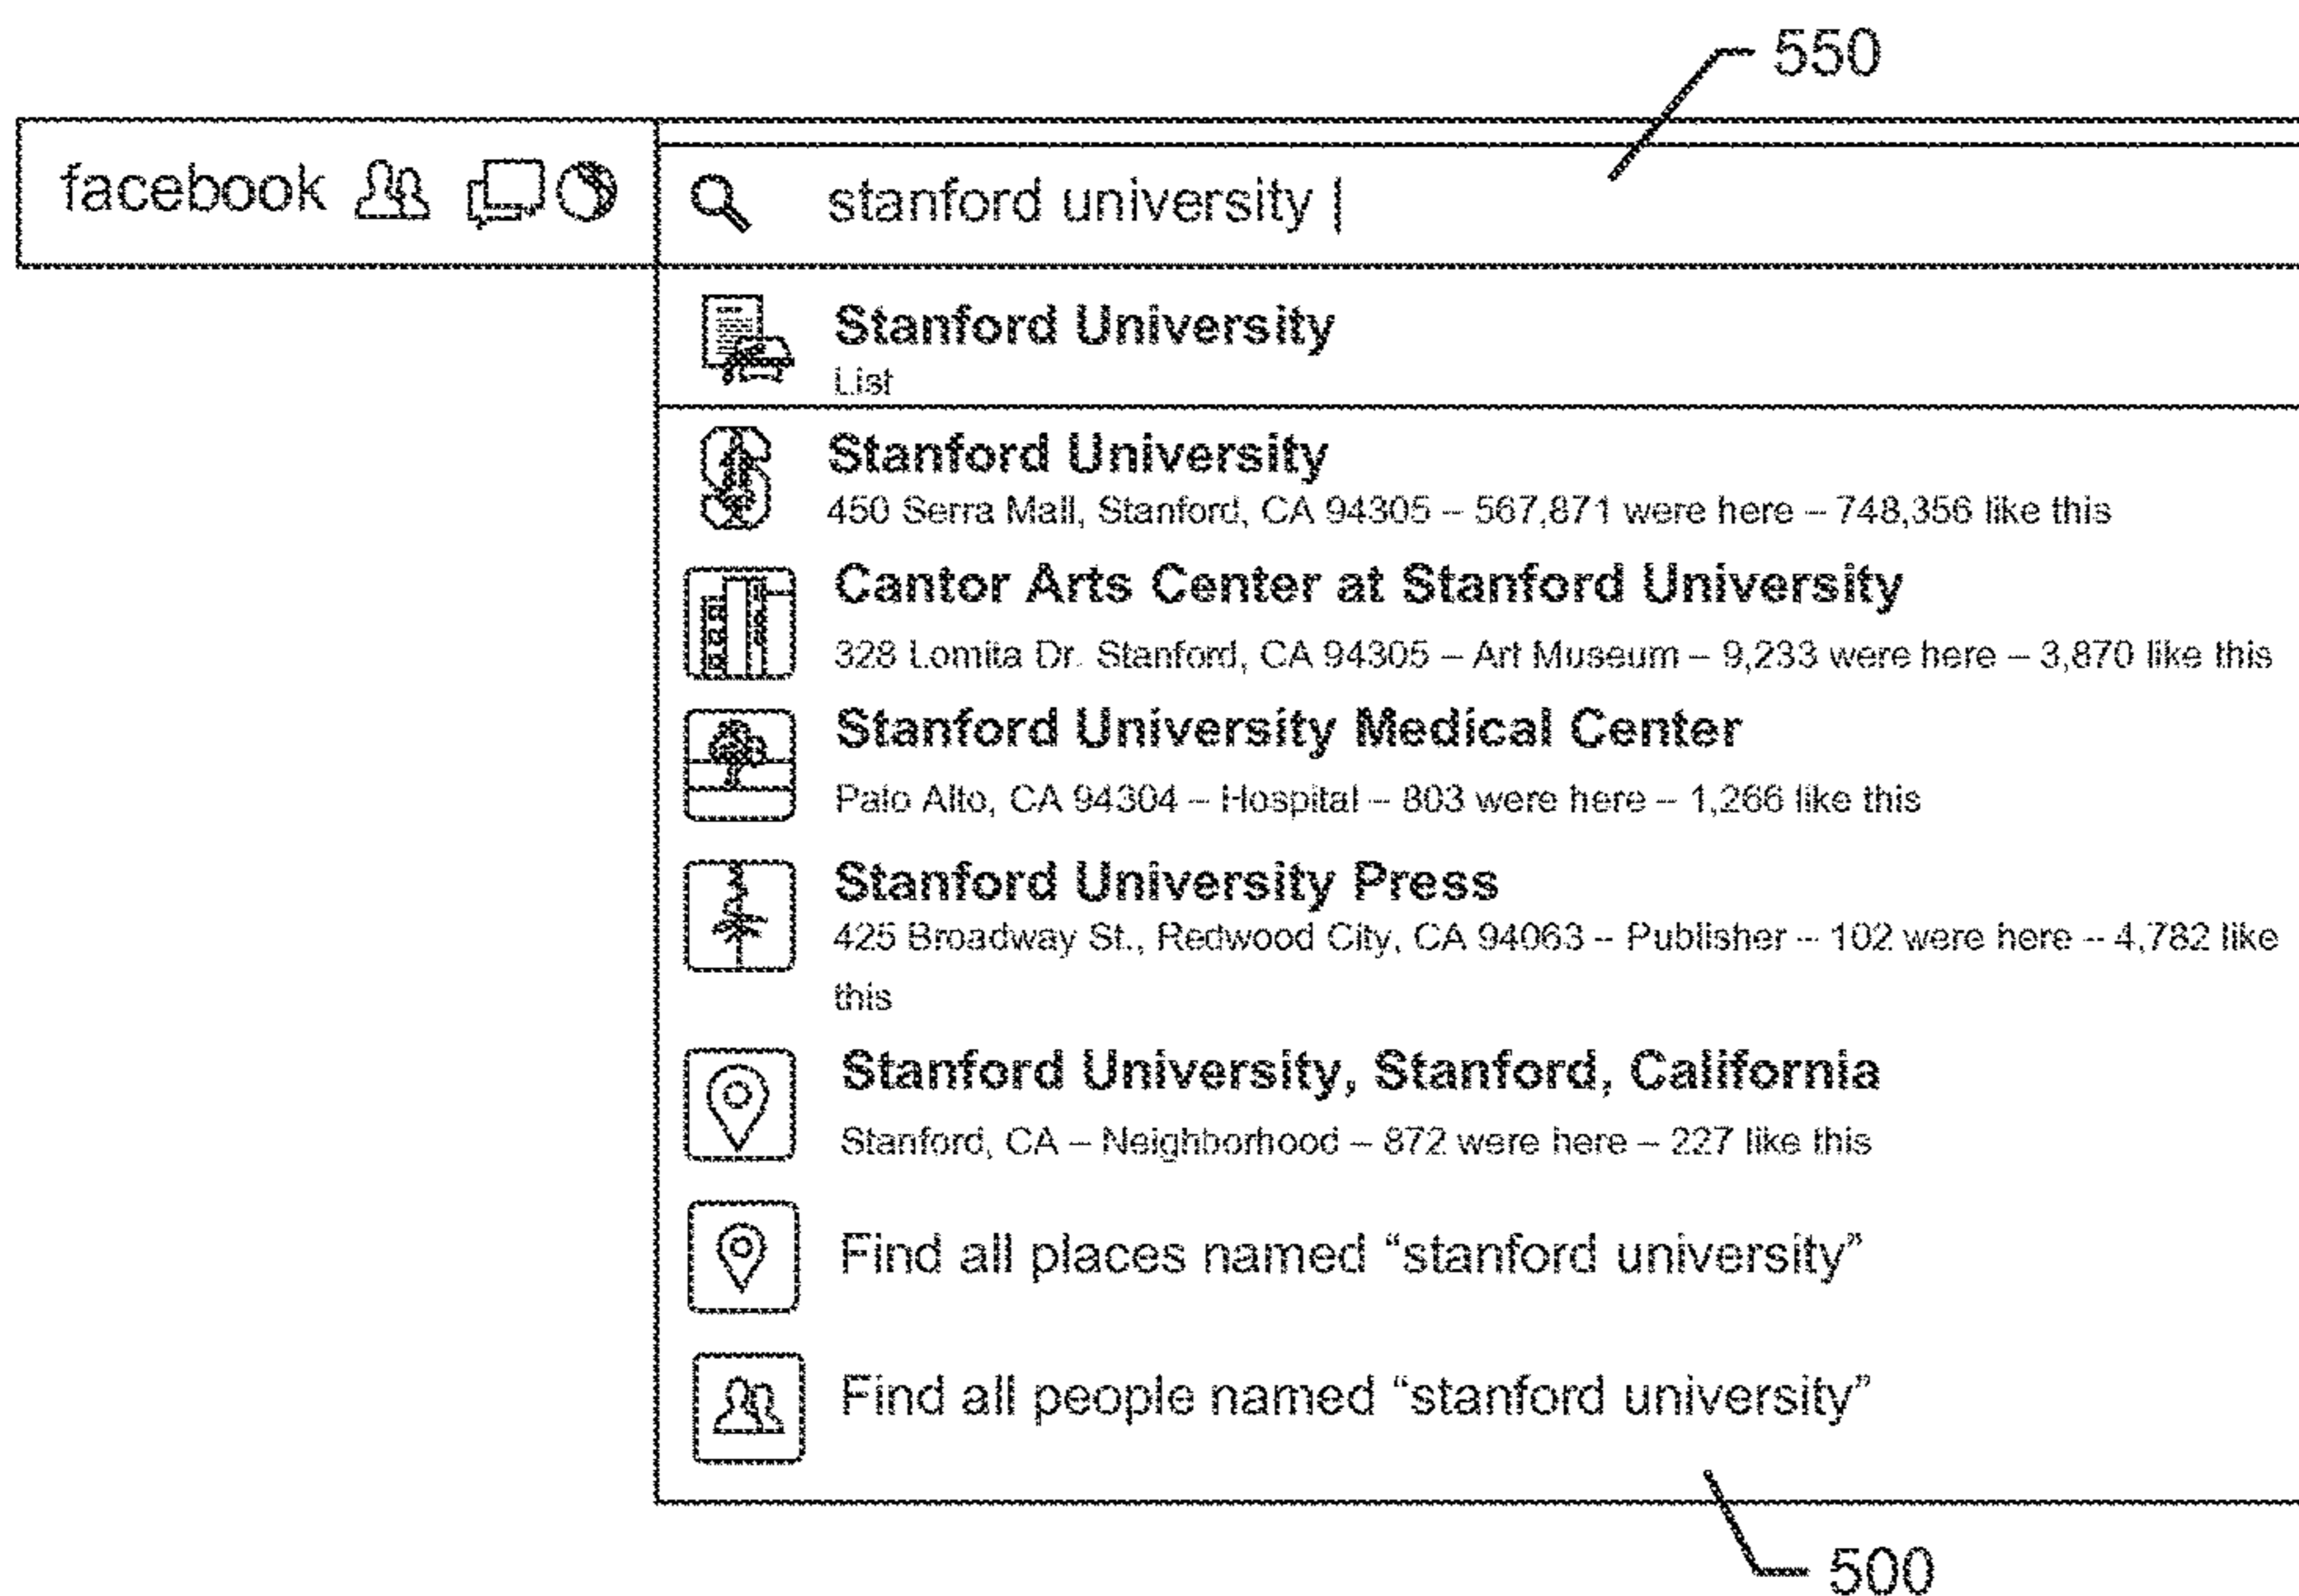 550
facebook
stanford university
Stanford University
List
Stanford University
450 Serra Mall, Stanford, CA 94305 – 567,871 were here – 748,356 like this
Cantor Arts Center at Stanford University
328 Lomita Dr. Stanford, CA 94305 – Art Museum – 9,233 were here – 3,870 like this
Stanford University Medical Center
Palo Alto, CA 94304 – Hospital – 803 were here – 1,266 like this
Stanford University Press
425 Broadway St., Redwood City, CA 94063 – Publisher – 102 were here – 4,782 like
this
Stanford University, Stanford, California
Stanford, CA – Neighborhood – 872 were here – 227 like this
Find all places named “stanford university”
Find all people named “stanford university”
500